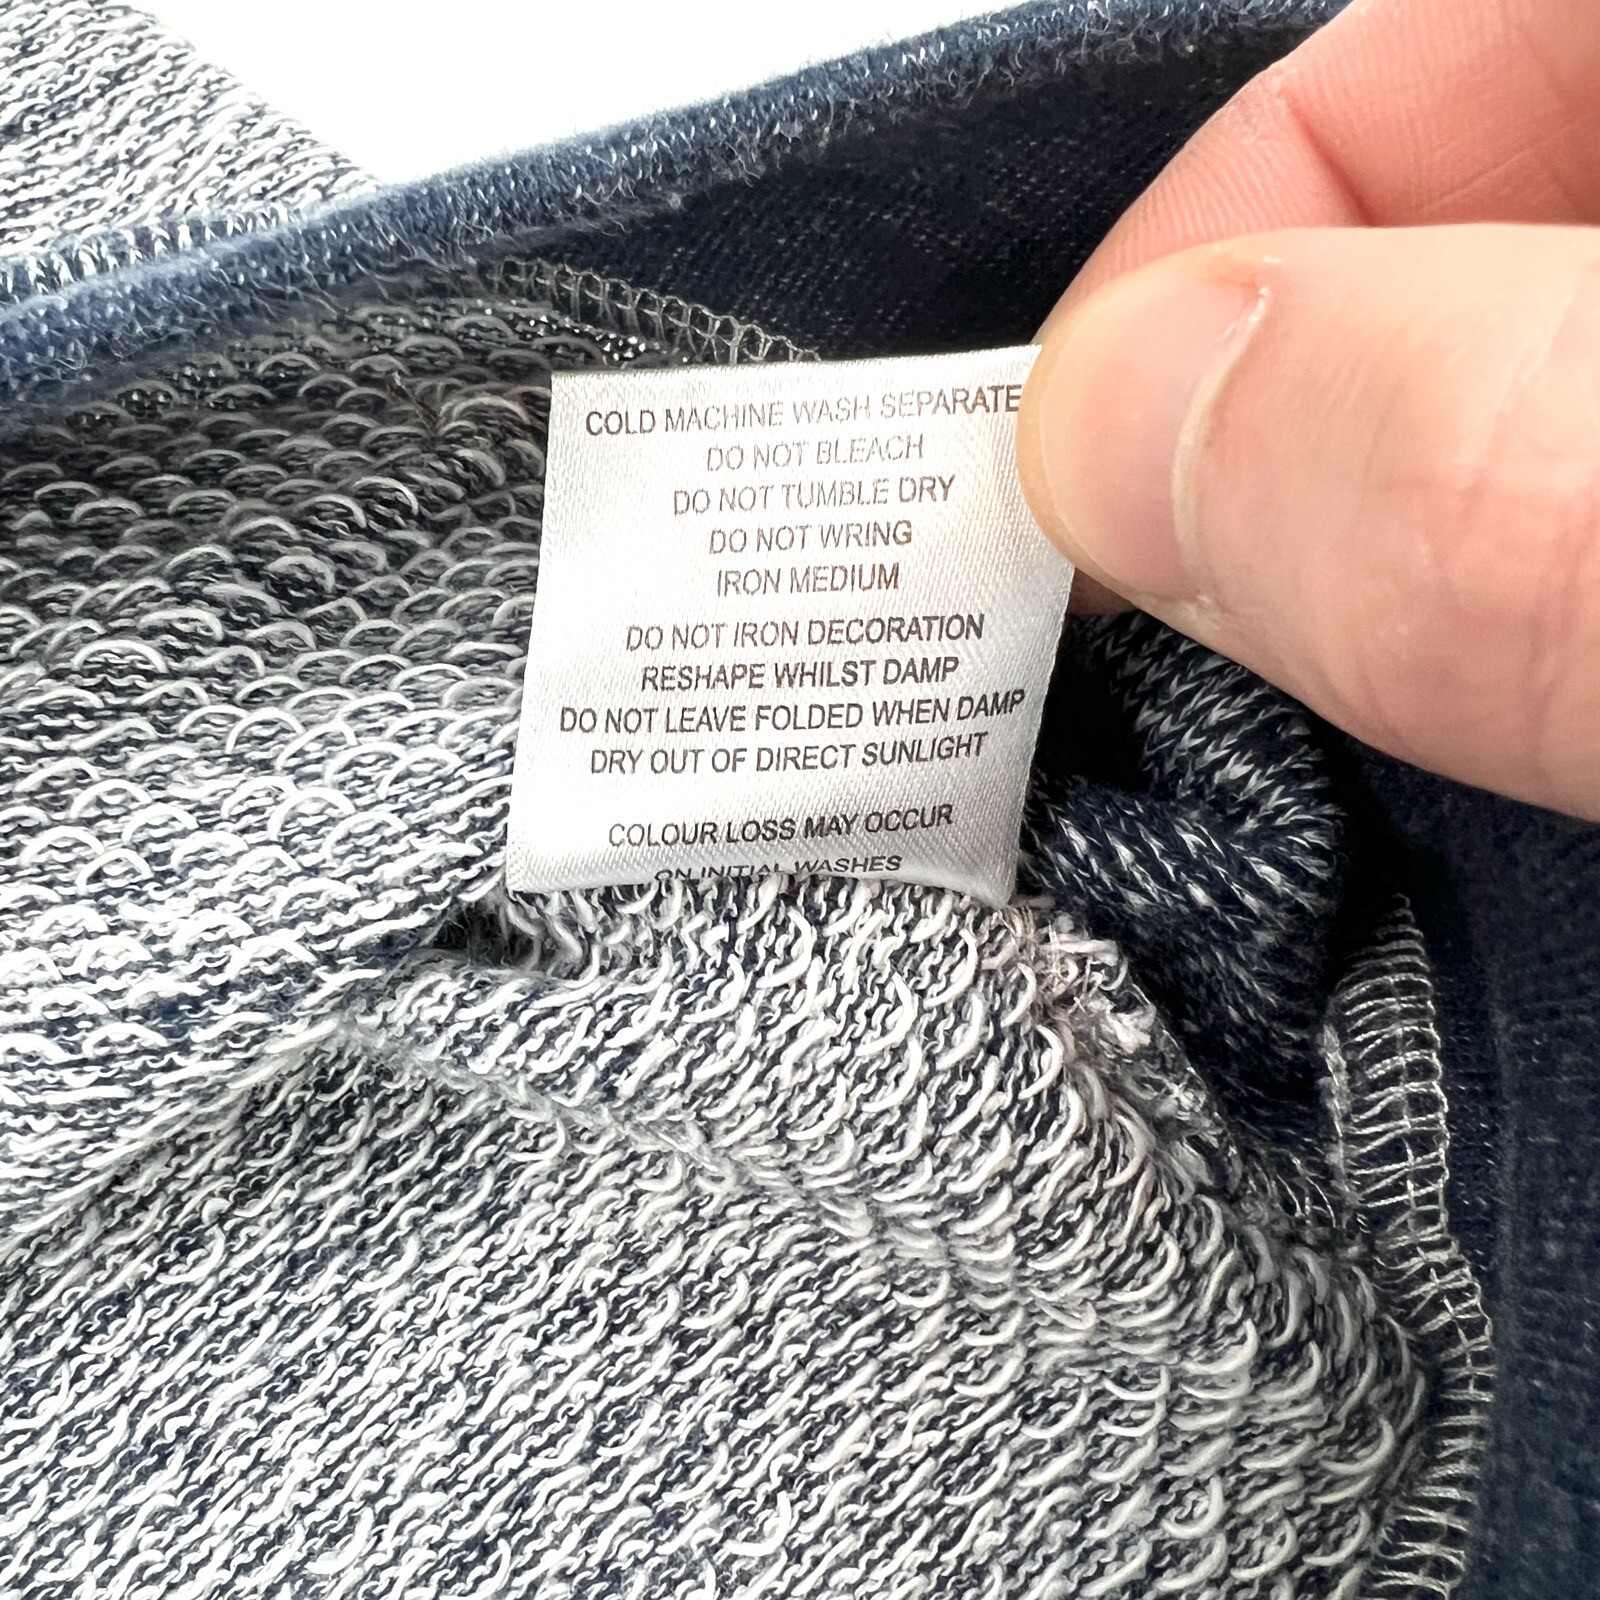 COLD MACHINE WASH SEPARATE
DO NOT BLEACH
DO NOT TUMBLE DRY
DO NOT WRING
IRON MEDIUM
DO NOT IRON DECORATION
RESHAPE WHILST DAMP
DO NOT LEAVE FOLDED WHEN DAMP
DRY OUT OF DIRECT SUNLIGHT
COLOUR LOSS MAY OCCUR
ON INITIAL WASHES